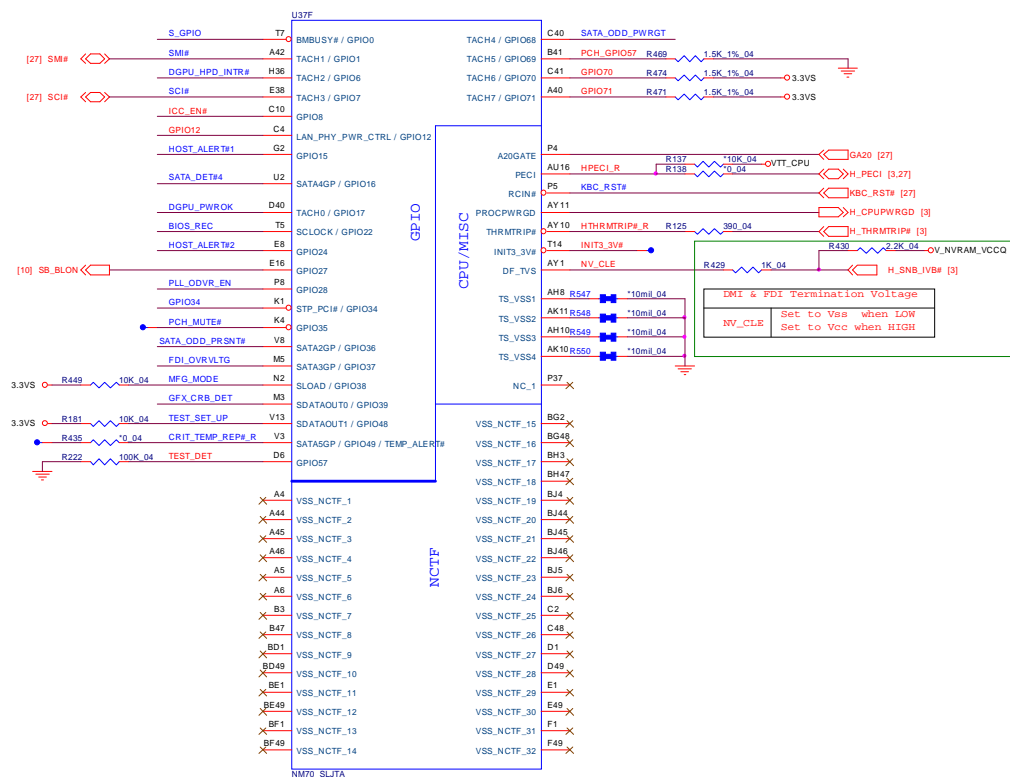 U37F
S_GPIO T7 BMBUSY# / GPIO0 TACH4 / GPIO68 C40 SATA_ODD_PWRGT
[27] SMI# SMI# A42 TACH1 / GPIO1 TACH5 / GPIO69 B41 PCH_GPIO57 R469 1.5K_1%_04
DGPU_HPD_INTR# H36 TACH2 / GPIO6 TACH6 / GPIO70 C41 GPIO70 R474 1.5K_1%_04 3.3VS
[27] SCI# SCI# E38 TACH3 / GPIO7 TACH7 / GPIO71 A40 GPIO71 R471 1.5K_1%_04 3.3VS
ICC_EN# C10 GPIO8
GPIO12 C4 LAN_PHY_PWR_CTRL / GPIO12
HOST_ALERT#1 G2 GPIO15 A20GATE P4 GA20 [27]
R137 *10K_04 VTT_CPU
PECI AU16 HPECI_R R138 *0_04 H_PECI [3,27]
SATA_DET#4 U2 SATA4GP / GPIO16 RCIN# P5 KBC_RST# KBC_RST# [27]
DGPU_PWROK D40 TACH0 / GPIO17 PROCPWRGD AY11 H_CPUPWRGD [3]
BIOS_REC T5 SCLOCK / GPIO22 THRMTRIP# AY10 HTHRMTRIP#_R R125 390_04 H_THRMTRIP# [3]
HOST_ALERT#2 E8 GPIO24 INIT3_3V# T14 INIT3_3V# R430 2.2K_04 V_NVRAM_VCCQ
[10] SB_BLON E16 GPIO27 DF_TVS AY1 NV_CLE R429 1K_04 H_SNB_IVB# [3]
PLL_ODVR_EN P8 GPIO28 TS_VSS1 AH8 R547 *10mil_04
GPIO34 K1 STP_PCI# / GPIO34 TS_VSS2 AK11 R548 *10mil_04
PCH_MUTE# K4 GPIO35 TS_VSS3 AH10 R549 *10mil_04
SATA_ODD_PRSNT# V8 SATA2GP / GPIO36 TS_VSS4 AK10 R550 *10mil_04
DMI & FDI Termination Voltage
NV_CLE
Set to Vss when LOW
Set to Vcc when HIGH
FDI_OVRVLTG M5 SATA3GP / GPIO37
3.3VS R449 10K_04 MFG_MODE N2 SLOAD / GPIO38 NC_1 P37
GFX_CRB_DET M3 SDATAOUT0 / GPIO39
3.3VS R181 10K_04 TEST_SET_UP V13 SDATAOUT1 / GPIO48 VSS_NCTF_15 BG2
R435 *0_04 CRIT_TEMP_REP#_R V3 SATA5GP / GPIO49 / TEMP_ALERT# VSS_NCTF_16 BG48
R222 100K_04 TEST_DET D6 GPIO57 VSS_NCTF_17 BH3
VSS_NCTF_18 BH47
A4 VSS_NCTF_1 VSS_NCTF_19 BJ4
A44 VSS_NCTF_2 VSS_NCTF_20 BJ44
A45 VSS_NCTF_3 VSS_NCTF_21 BJ45
A46 VSS_NCTF_4 VSS_NCTF_22 BJ46
A5 VSS_NCTF_5 VSS_NCTF_23 BJ5
A6 VSS_NCTF_6 VSS_NCTF_24 BJ6
B3 VSS_NCTF_7 VSS_NCTF_25 C2
B47 VSS_NCTF_8 VSS_NCTF_26 C48
BD1 VSS_NCTF_9 VSS_NCTF_27 D1
BD49 VSS_NCTF_10 VSS_NCTF_28 D49
BE1 VSS_NCTF_11 VSS_NCTF_29 E1
BE49 VSS_NCTF_12 VSS_NCTF_30 E49
BF1 VSS_NCTF_13 VSS_NCTF_31 F1
BF49 VSS_NCTF_14 VSS_NCTF_32 F49
GPIO
CPU/MISC
NCTF
NM70 SLJTA